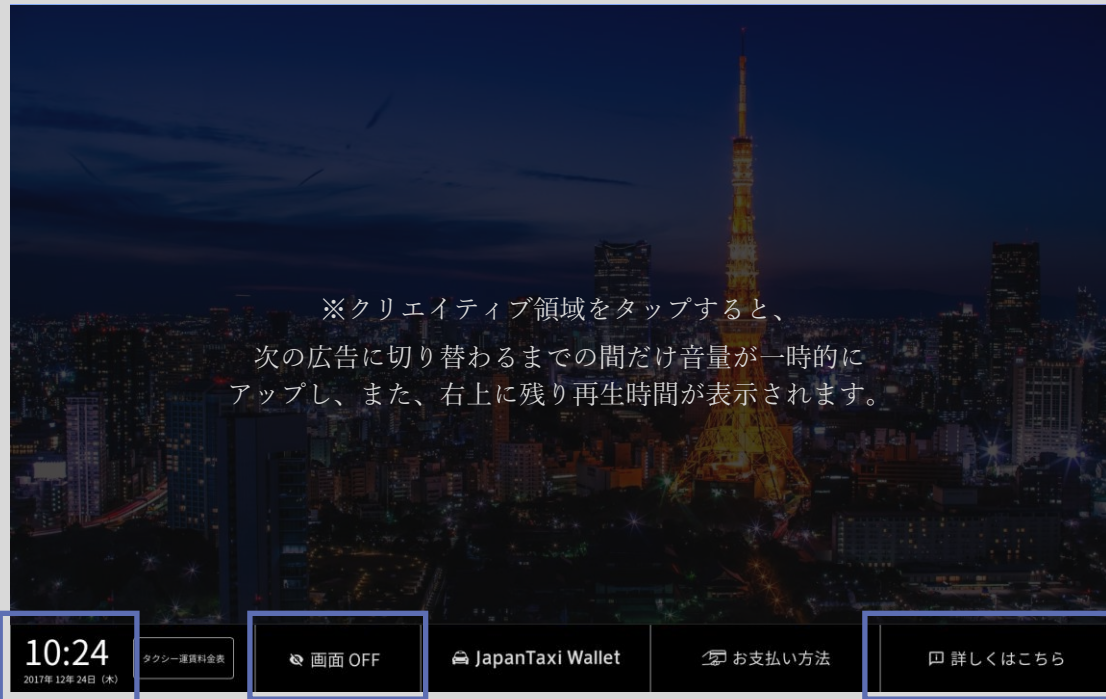 ※クリエイティブ領域をタップすると、
次の広告に切り替わるまでの間だけ音量が一時的に
アップし、また、右上に残り再生時間が表示されます。
10:24
2017年 12年 24日（木）
タクシー運賃料金表
画面 OFF
JapanTaxi Wallet
お支払い方法
詳しくはこちら